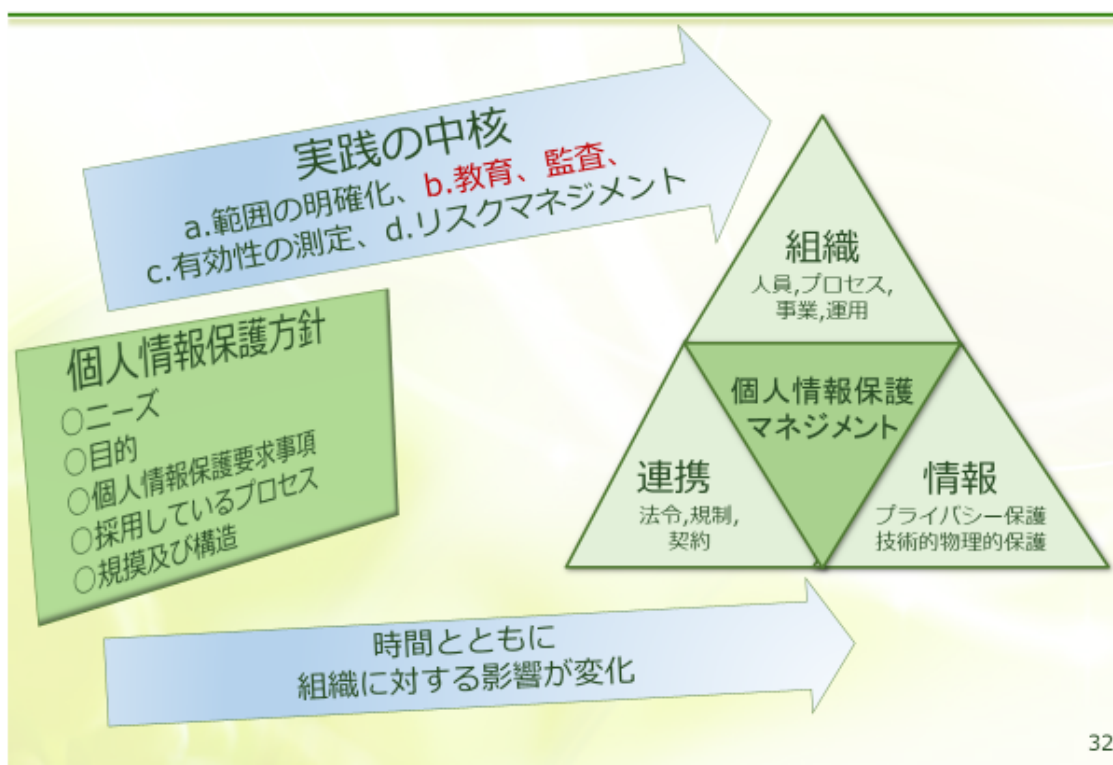 実践の中核
a.範囲の明確化、b.教育、監査、
c.有効性の測定、d.リスクマネジメント
個人情報保護方針
○ニーズ
○目的
○個人情報保護要求事項
○採用しているプロセス
○規摸及び構造
組織
人員,プロセス,
事業,運用
個人情報保護
マネジメント
連携
法令,規制,
契約
情報
プライバシー保護
技術的物理的保護
時間とともに
組織に対する影響が変化
32